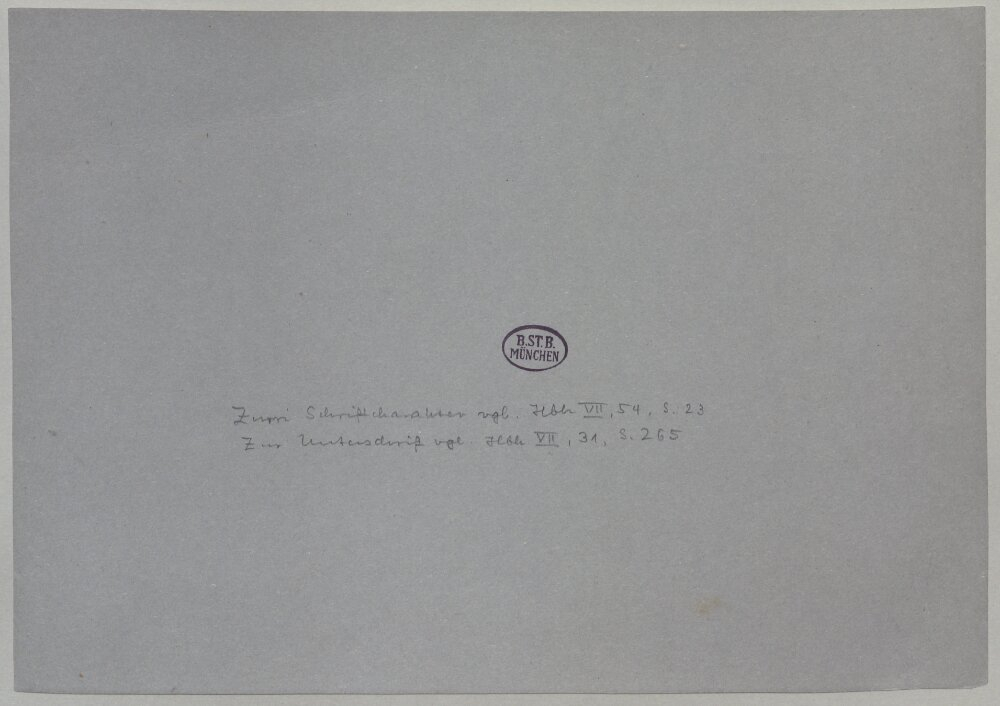 B.ST.B.
MÜNCHEN
Zum Schriftcharakter vgl. Hbh VII, 54, S. 23
Zur Unterschrift vgl. Hbh VII, 31, S. 265